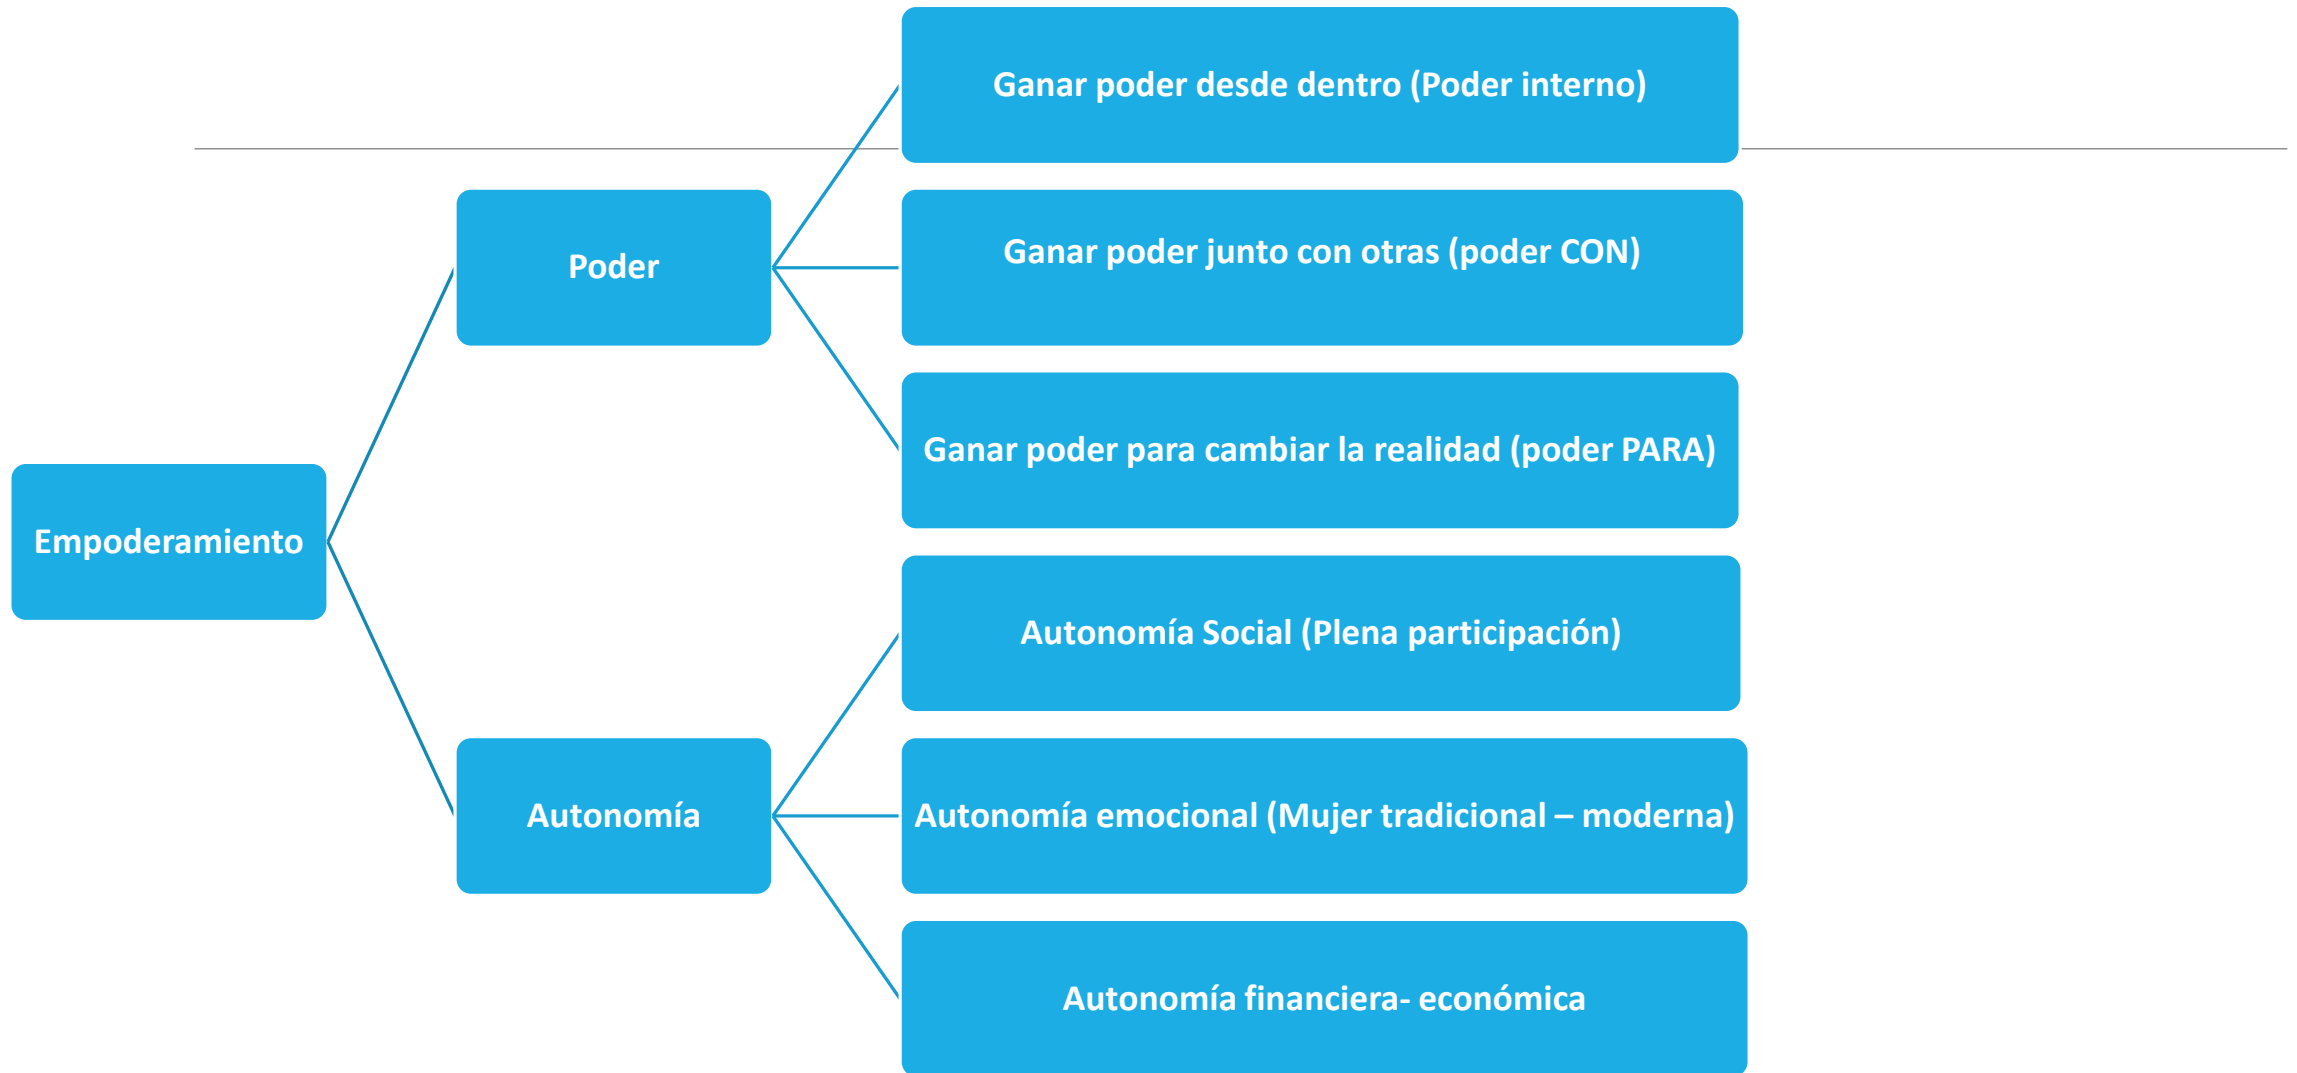 Empoderamiento
Poder
Ganar poder desde dentro (Poder interno)
Ganar poder junto con otras (poder CON)
Ganar poder para cambiar la realidad (poder PARA)
Autonomía
Autonomía Social (Plena participación)
Autonomía emocional (Mujer tradicional – moderna)
Autonomía financiera- económica